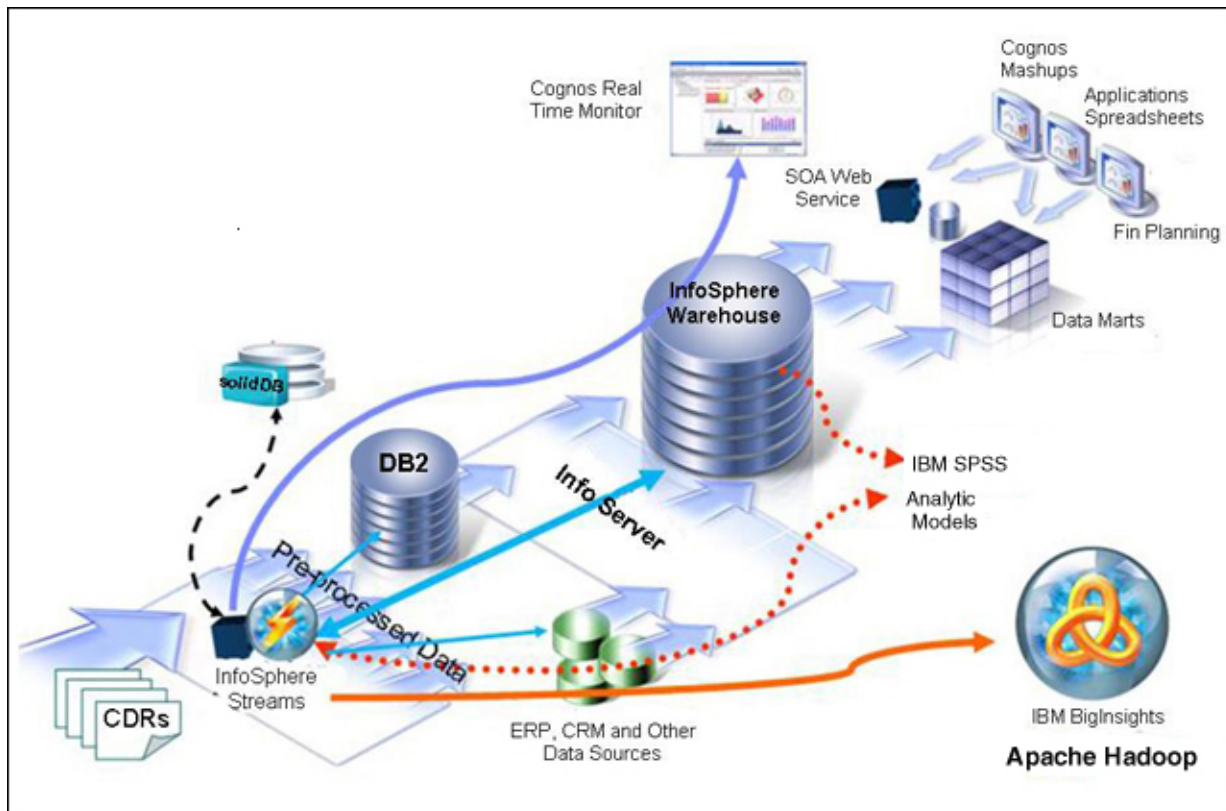 Cognos
Mashups
Cognos Real
Time Monitor
Applications
Spreadsheets
SOA Web
Service
Fin Planning
InfoSphere
Warehouse
Data Marts
solidDB
DB2
IBM SPSS
Info Server
Analytic
Models
Pre-processed Data
InfoSphere
Streams
CDRs
ERP, CRM and Other
Data Sources
IBM BigInsights
Apache Hadoop